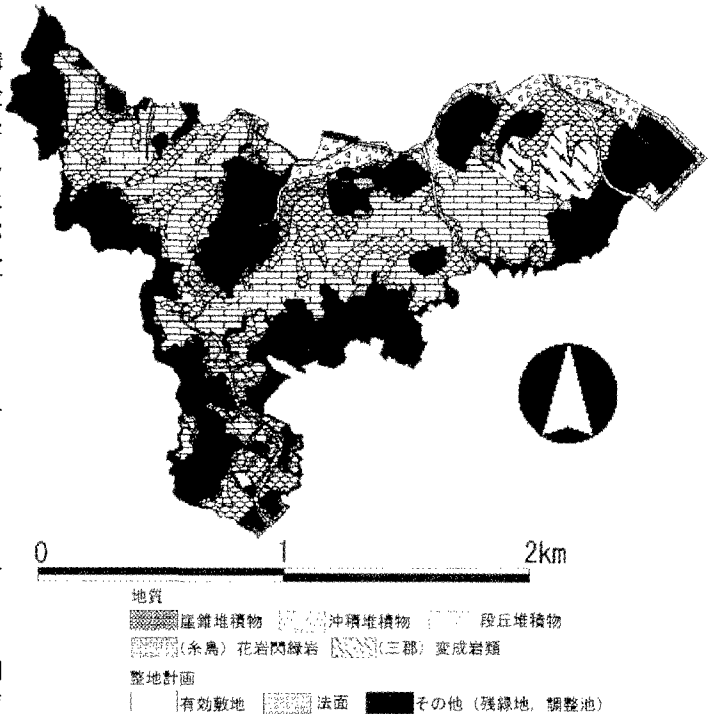 0 1 2km
地質
崖錐堆積物 沖積堆積物 段丘堆積物
(糸島) 花崗閃緑岩 (三郡) 変成岩類
整地計画
有効敷地 法面 その他 (残緑地, 調整池)